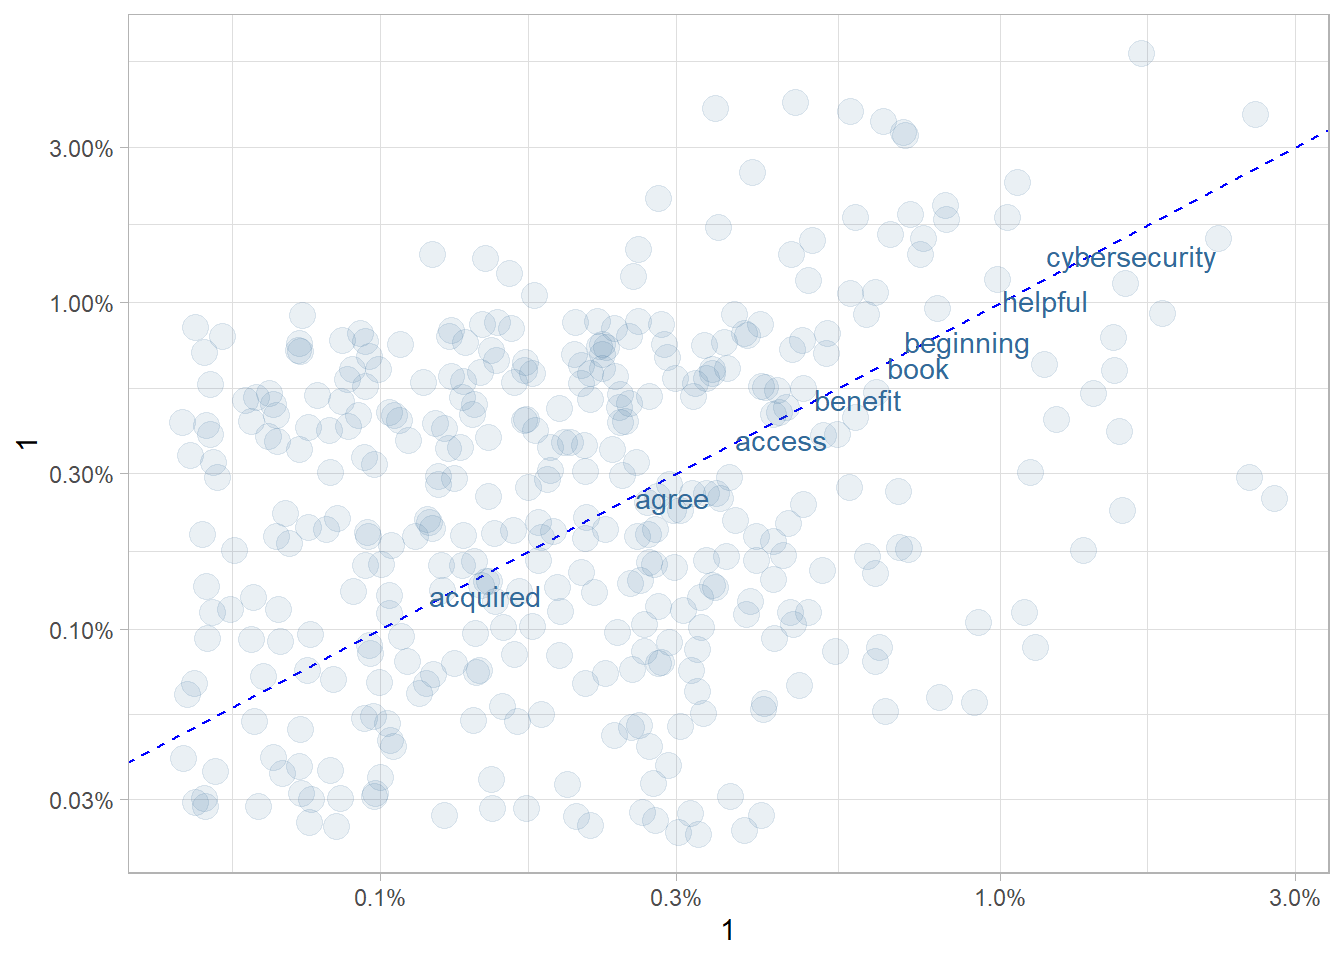 3.00%
1.00%
0.30%
0.10%
0.03%
1
cybersecurity
helpful
beginning
book
benefit
access
agree
acquired
0.1%
0.3%
1.0%
3.0%
1